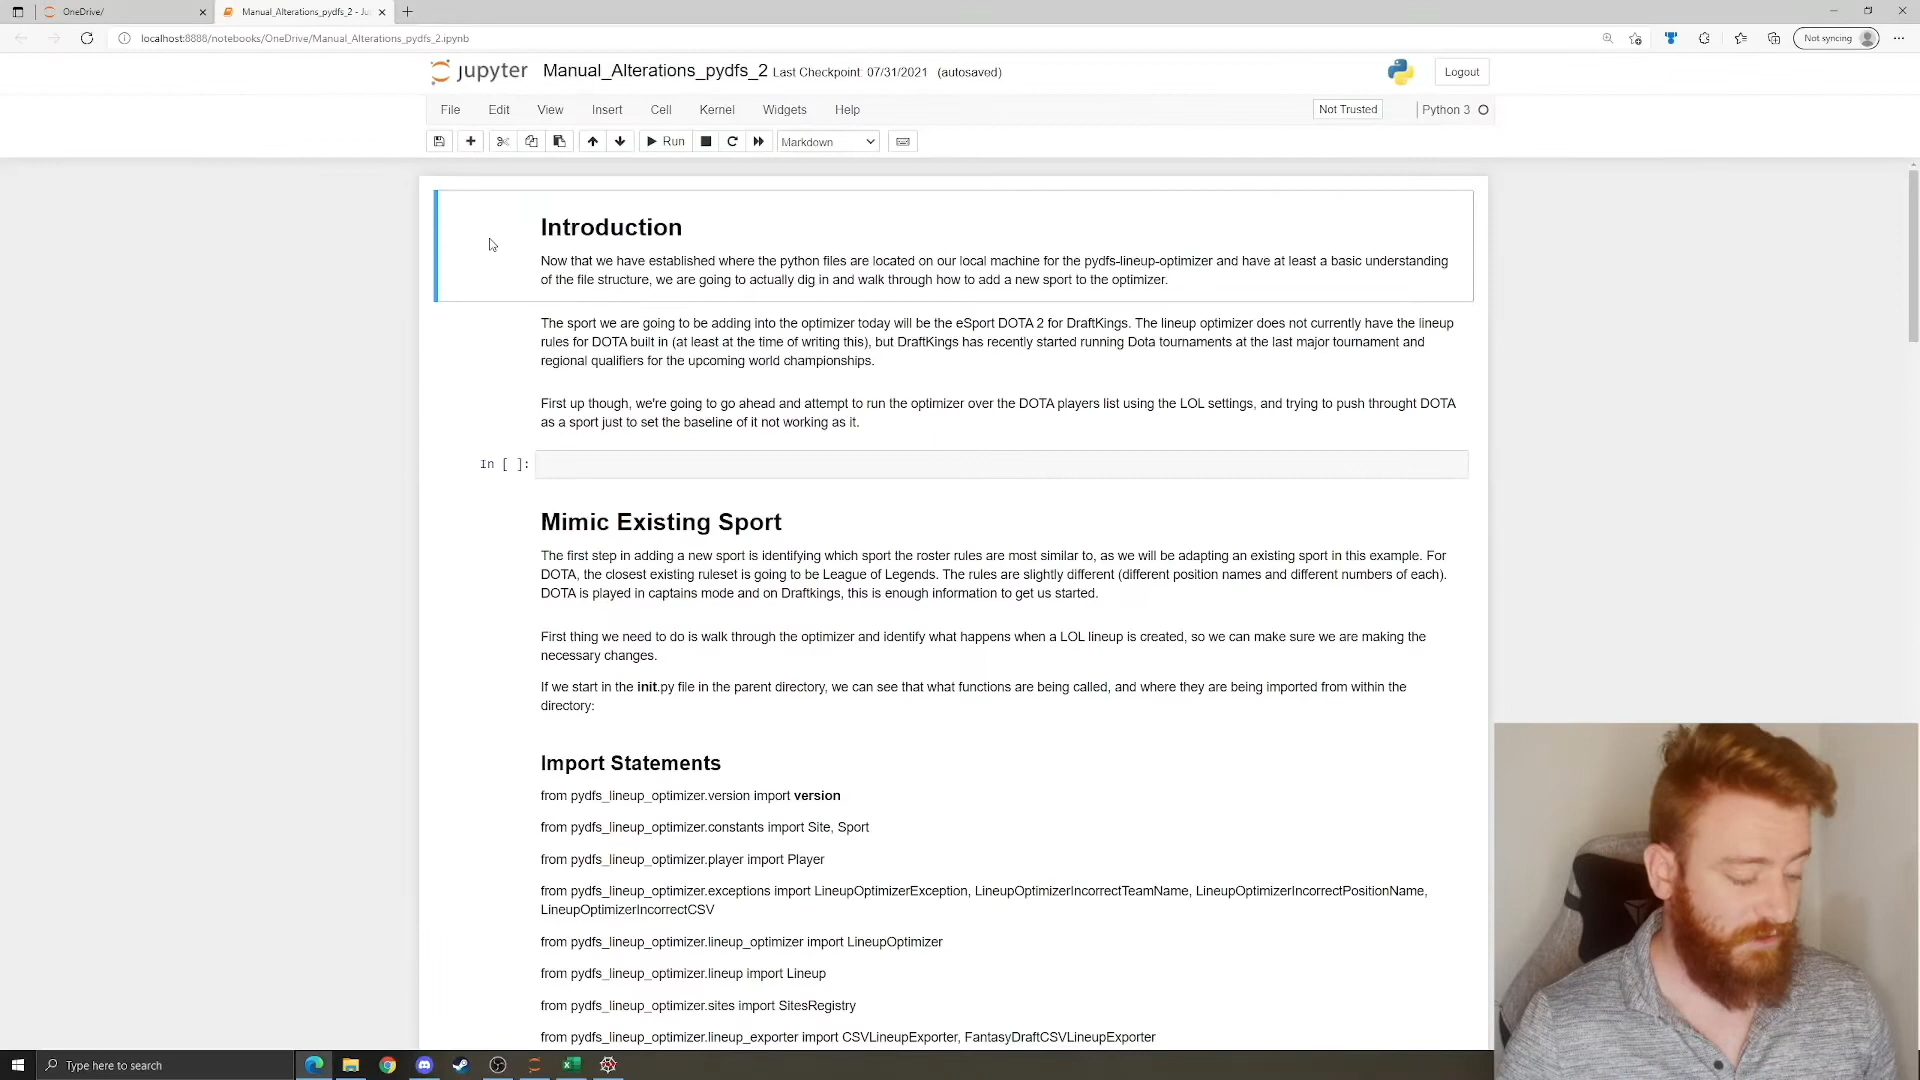 OneDrive/
Manual_Alterations_pydfs_2 - Ju
localhost:8888/notebooks/OneDrive/Manual_Alterations_pydfs_2.ipynb
Not syncing
jupyter Manual_Alterations_pydfs_2 Last Checkpoint: 07/31/2021 (autosaved)
Logout
File Edit View Insert Cell Kernel Widgets Help
Not Trusted
Python 3
Run
Markdown
Introduction
Now that we have established where the python files are located on our local machine for the pydfs-lineup-optimizer and have at least a basic understanding
of the file structure, we are going to actually dig in and walk through how to add a new sport to the optimizer.
The sport we are going to be adding into the optimizer today will be the eSport DOTA 2 for DraftKings. The lineup optimizer does not currently have the lineup
rules for DOTA built in (at least at the time of writing this), but DraftKings has recently started running Dota tournaments at the last major tournament and
regional qualifiers for the upcoming world championships.
First up though, we're going to go ahead and attempt to run the optimizer over the DOTA players list using the LOL settings, and trying to push throught DOTA
as a sport just to set the baseline of it not working as it.
In [ ]:
Mimic Existing Sport
The first step in adding a new sport is identifying which sport the roster rules are most similar to, as we will be adapting an existing sport in this example. For
DOTA, the closest existing ruleset is going to be League of Legends. The rules are slightly different (different position names and different numbers of each).
DOTA is played in captains mode and on Draftkings, this is enough information to get us started.
First thing we need to do is walk through the optimizer and identify what happens when a LOL lineup is created, so we can make sure we are making the
necessary changes.
If we start in the init.py file in the parent directory, we can see that what functions are being called, and where they are being imported from within the
directory:
Import Statements
from pydfs_lineup_optimizer.version import version
from pydfs_lineup_optimizer.constants import Site, Sport
from pydfs_lineup_optimizer.player import Player
from pydfs_lineup_optimizer.exceptions import LineupOptimizerException, LineupOptimizerIncorrectTeamName, LineupOptimizerIncorrectPositionName,
LineupOptimizerIncorrectCSV
from pydfs_lineup_optimizer.lineup_optimizer import LineupOptimizer
from pydfs_lineup_optimizer.lineup import Lineup
from pydfs_lineup_optimizer.sites import SitesRegistry
from pydfs_lineup_optimizer.lineup_exporter import CSVLineupExporter, FantasyDraftCSVLineupExporter
Type here to search